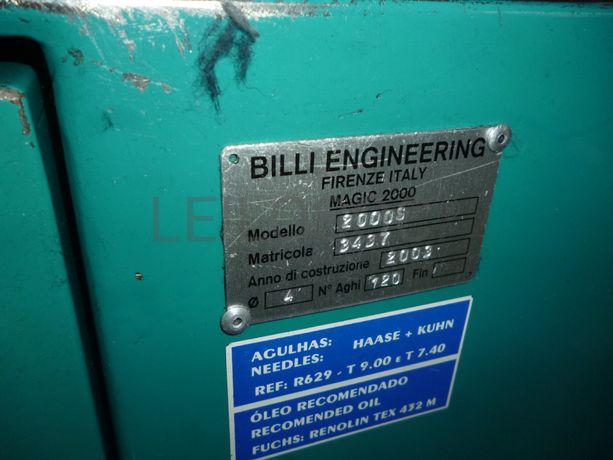 BILLI ENGINEERING
FIRENZE ITALY
MAGIC 2000
Modello 2000S
Matricola 3437
Anno di costruzione 2003
Ø 4 N° Aghi 120 Fin
AGULHAS: HAASE + KUHN
NEEDLES:
REF: R629 - T 9.00 E T 7.40
ÓLEO RECOMENDADO
RECOMENDED OIL
FUCHS: RENOLIN TEX 432 M